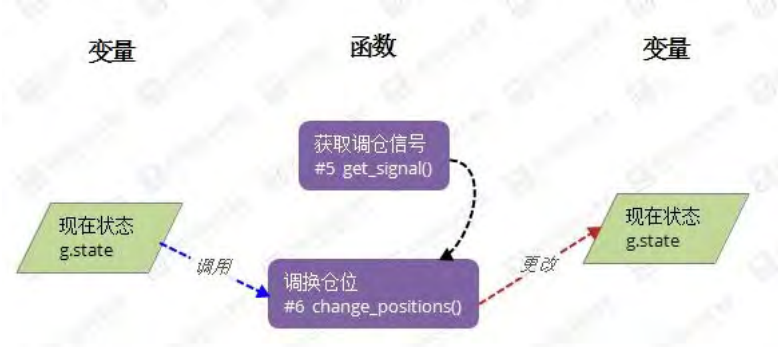 变量
函数
变量
获取调仓信号
#5 get_signal()
现在状态
g.state
调用
调换仓位
#6 change_positions()
更改
现在状态
g.state